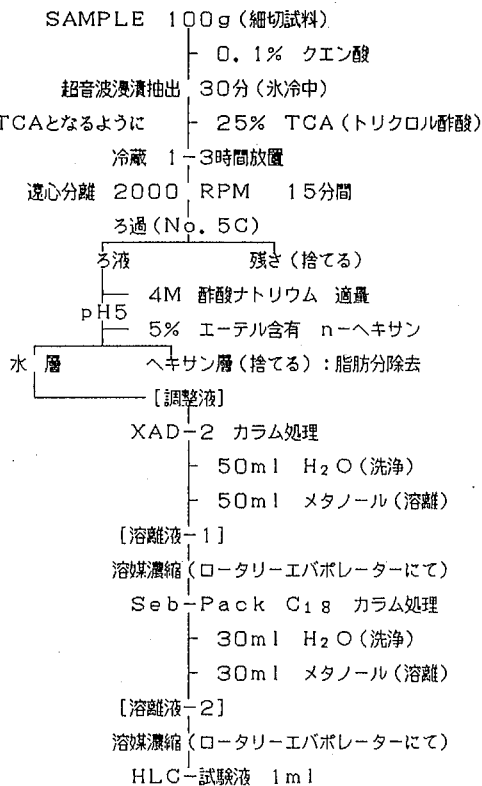 SAMPLE 100g(細切試料)
0.1% クエン酸
超音波浸漬抽出 30分(氷冷中)
TCAとなるように 25% TCA(トリクロル酢酸)
冷蔵 1-3時間放置
遠心分離 2000 RPM 15分間
ろ過(No.5C)
ろ液 残さ(捨てる)
4M 酢酸ナトリウム 適量
pH5
5% エーテル含有 n-ヘキサン
水 層 ヘキサン層(捨てる):脂肪分除去
[調整液]
XAD-2 カラム処理
50ml H₂O(洗浄)
50ml メタノール(溶離)
[溶離液-1]
溶媒濃縮(ロータリーエバポレーターにて)
Seb-Pack C₁₈ カラム処理
30ml H₂O(洗浄)
30ml メタノール(溶離)
[溶離液-2]
溶媒濃縮(ロータリーエバポレーターにて)
HLC-試験液 1ml